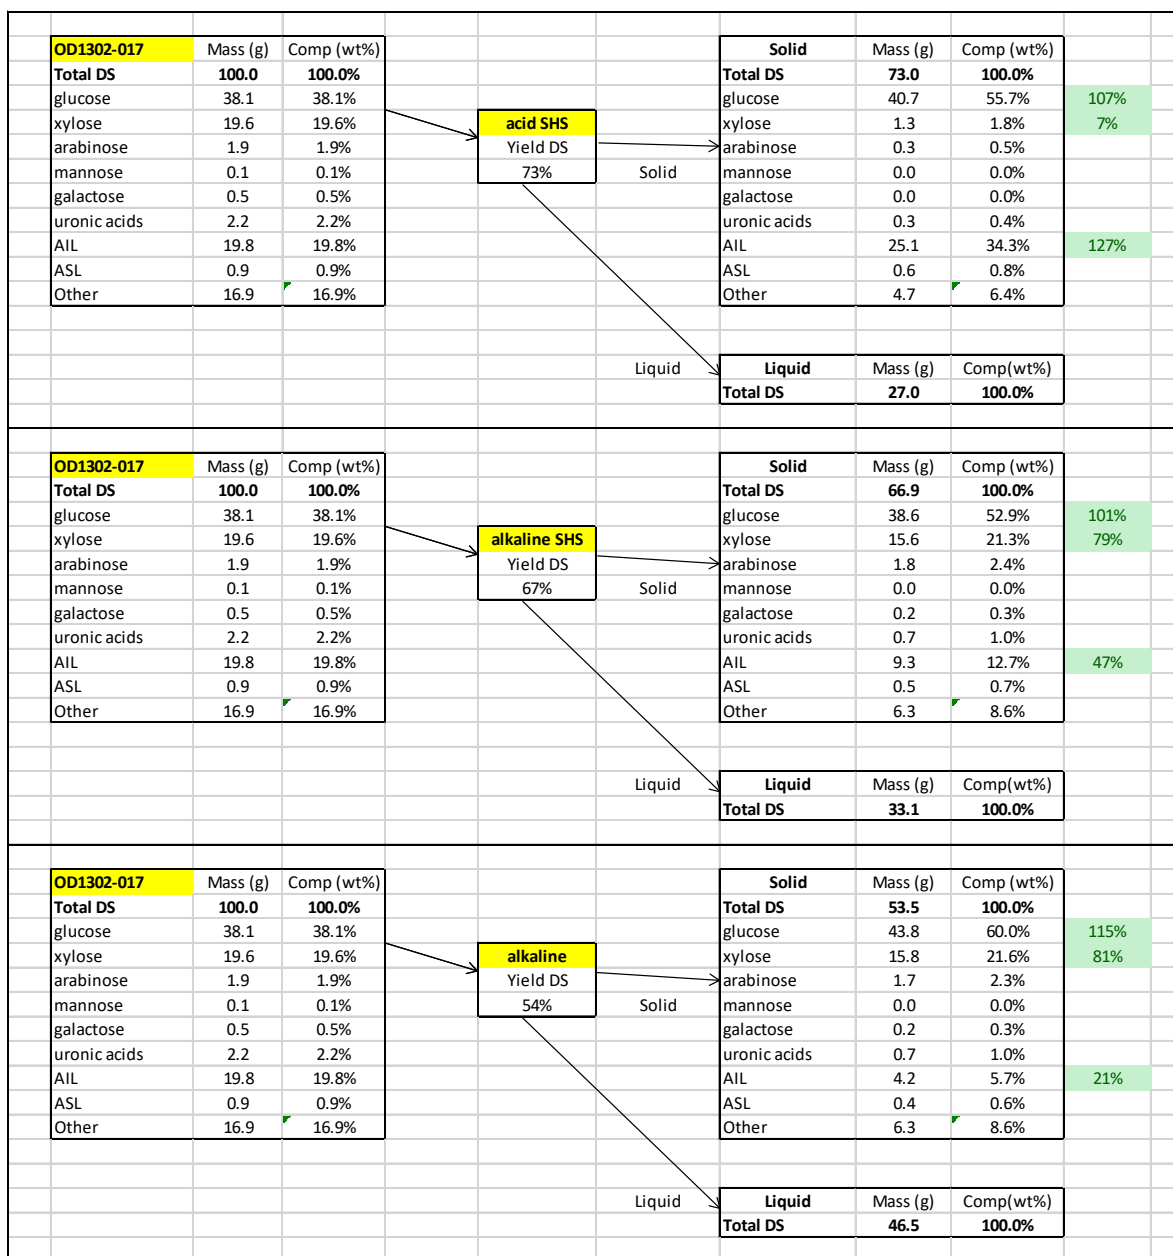 OD1302-017 Mass (g) Comp (wt%) Solid Mass (g) Comp (wt%)
Total DS 100.0 100.0% Total DS 73.0 100.0%
glucose 38.1 38.1% glucose 40.7 55.7% 107%
xylose 19.6 19.6% acid SHS xylose 1.3 1.8% 7%
arabinose 1.9 1.9% Yield DS arabinose 0.3 0.5%
mannose 0.1 0.1% 73% Solid mannose 0.0 0.0%
galactose 0.5 0.5% galactose 0.0 0.0%
uronic acids 2.2 2.2% uronic acids 0.3 0.4%
AIL 19.8 19.8% AIL 25.1 34.3% 127%
ASL 0.9 0.9% ASL 0.6 0.8%
Other 16.9 16.9% Other 4.7 6.4%
Liquid Liquid Mass (g) Comp(wt%)
Total DS 27.0 100.0%
OD1302-017 Mass (g) Comp (wt%) Solid Mass (g) Comp (wt%)
Total DS 100.0 100.0% Total DS 66.9 100.0%
glucose 38.1 38.1% glucose 38.6 52.9% 101%
xylose 19.6 19.6% alkaline SHS xylose 15.6 21.3% 79%
arabinose 1.9 1.9% Yield DS arabinose 1.8 2.4%
mannose 0.1 0.1% 67% Solid mannose 0.0 0.0%
galactose 0.5 0.5% galactose 0.2 0.3%
uronic acids 2.2 2.2% uronic acids 0.7 1.0%
AIL 19.8 19.8% AIL 9.3 12.7% 47%
ASL 0.9 0.9% ASL 0.5 0.7%
Other 16.9 16.9% Other 6.3 8.6%
Liquid Liquid Mass (g) Comp(wt%)
Total DS 33.1 100.0%
OD1302-017 Mass (g) Comp (wt%) Solid Mass (g) Comp (wt%)
Total DS 100.0 100.0% Total DS 53.5 100.0%
glucose 38.1 38.1% glucose 43.8 60.0% 115%
xylose 19.6 19.6% alkaline xylose 15.8 21.6% 81%
arabinose 1.9 1.9% Yield DS arabinose 1.7 2.3%
mannose 0.1 0.1% 54% Solid mannose 0.0 0.0%
galactose 0.5 0.5% galactose 0.2 0.3%
uronic acids 2.2 2.2% uronic acids 0.7 1.0%
AIL 19.8 19.8% AIL 4.2 5.7% 21%
ASL 0.9 0.9% ASL 0.4 0.6%
Other 16.9 16.9% Other 6.3 8.6%
Liquid Liquid Mass (g) Comp(wt%)
Total DS 46.5 100.0%